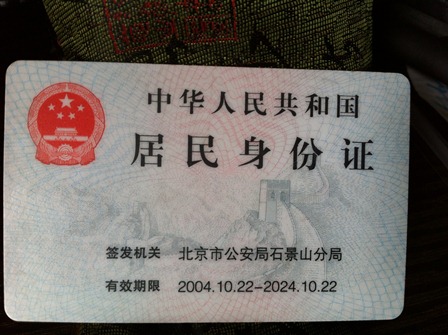 中华人民共和国
居民身份证
签发机关 北京市公安局石景山分局
有效期限 2004.10.22-2024.10.22